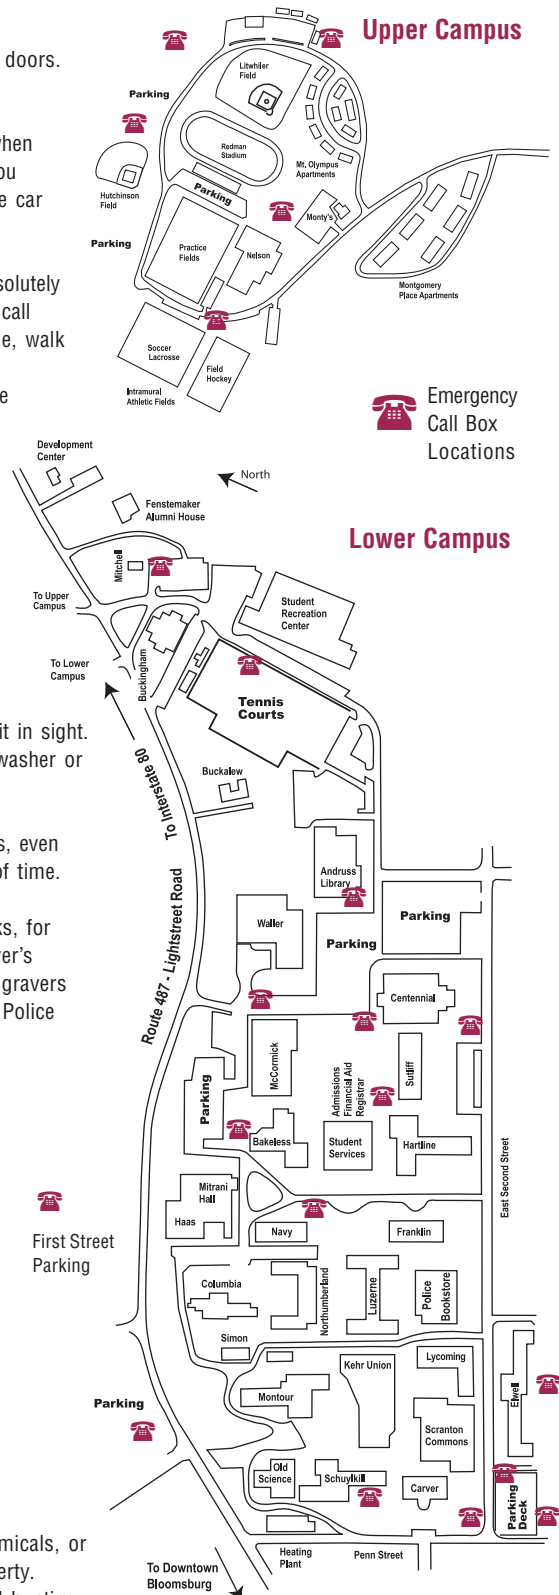 Upper Campus
doors.
Litwhiler
Field
Parking
Redman
Stadium
when
ou
e car
Mt. Olympus
Apartments
Hutchinson
Field
Parking
Monty's
Parking
Practice
Fields
Nelson
Montgomery
Place Apartments
solutely
call
e, walk
Soccer
Lacrosse
Field
Hockey
e
Intramural
Athletic Fields
Emergency
Call Box
Locations
Development
Center
North
Fenstemaker
Alumni House
Lower Campus
Mitchell
To Upper
Campus
Student
Recreation
Center
To Lower
Campus
Buckingham
Tennis
Courts
it in sight.
washer or
To Interstate 80
Buckalew
s, even
of time.
Andruss
Library
Parking
Waller
Parking
ks, for
er's
gravers
Police
Route 487 - Lightstreet Road
Centennial
McCormick
Admissions
Financial Aid
Registrar
Sutliff
Parking
Bakeless
Student
Services
Hartline
East Second Street
Mitrani
Hall
Haas
Navy
Franklin
First Street
Parking
Columbia
Northumberland
Luzerne
Police
Bookstore
Simon
Kehr Union
Lycoming
Elwell
Montour
Parking
Scranton
Commons
Old
Science
Schuylkill
Carver
Parking
Deck
micals, or
erty.
Heating
Plant
Penn Street
To Downtown
Bloomsburg